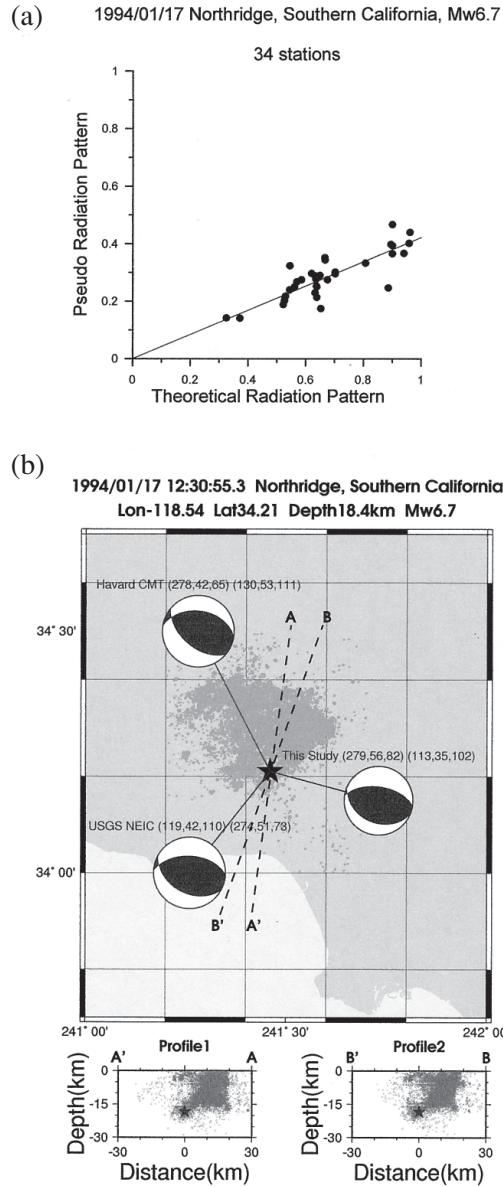 (a)
1994/01/17 Northridge, Southern California, Mw6.7
34 stations
Pseudo Radiation Pattern
1
0.8
0.6
0.4
0.2
0
0 0.2 0.4 0.6 0.8 1
Theoretical Radiation Pattern
(b)
1994/01/17 12:30:55.3 Northridge, Southern California
Lon-118.54 Lat34.21 Depth18.4km Mw6.7
Havard CMT (278,42,65) (130,53,111)
A B
34° 30'
This Study (279,56,82) (113,35,102)
USGS NEIC (119,42,110) (274,51,73)
34° 00'
B' A'
241° 00' 241° 30' 242° 00
A' Profile1 A
B' Profile2 B
Depth(km)
0
-15
-30
-30 0 10 30
Distance(km)
Depth(km)
0
-15
-30
-30 0 10 30
Distance(km)